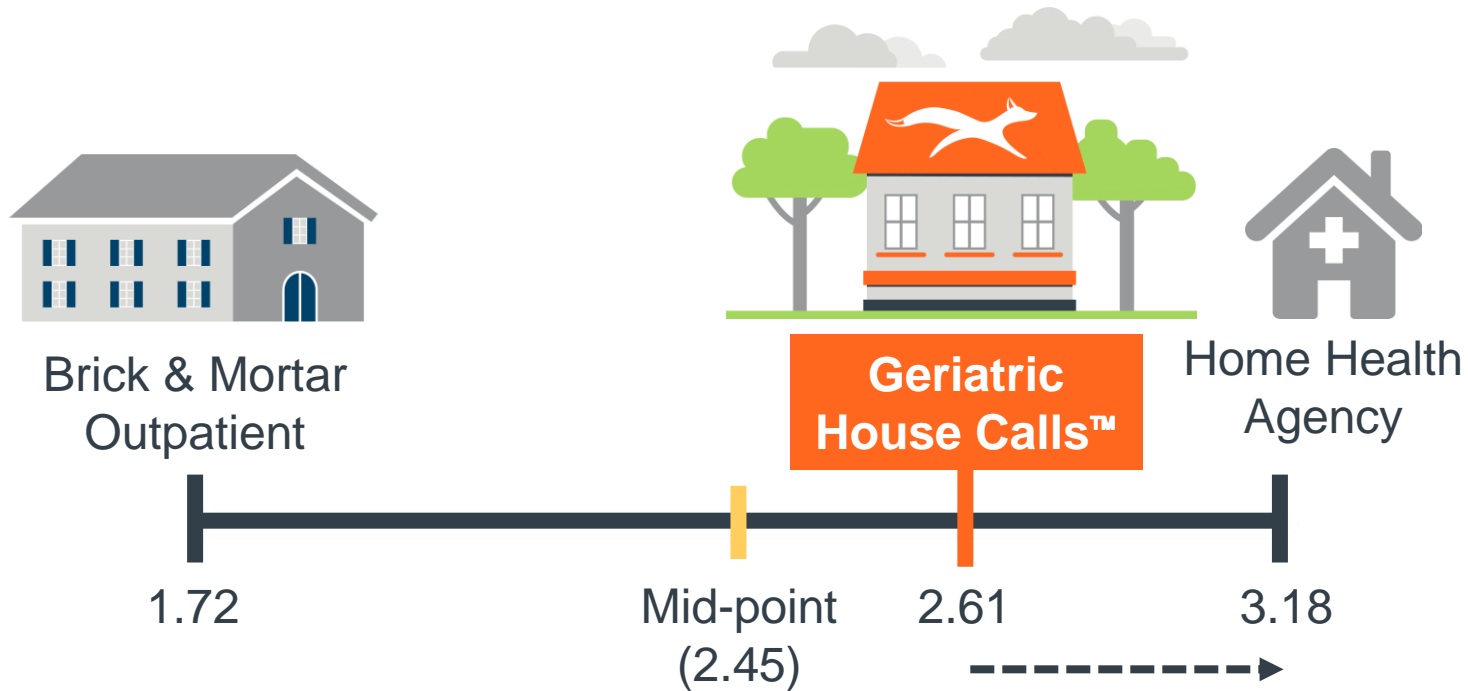 Brick & Mortar
Outpatient
Geriatric
House Calls™
Home Health
Agency
1.72
Mid-point
(2.45)
2.61
3.18